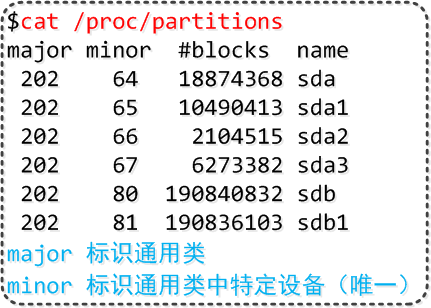 $cat /proc/partitions
major minor  #blocks  name
 202    64   18874368 sda
 202    65   10490413 sda1
 202    66    2104515 sda2
 202    67    6273382 sda3
 202    80  190840832 sdb
 202    81  190836103 sdb1
major 标识通用类
minor 标识通用类中特定设备（唯一）